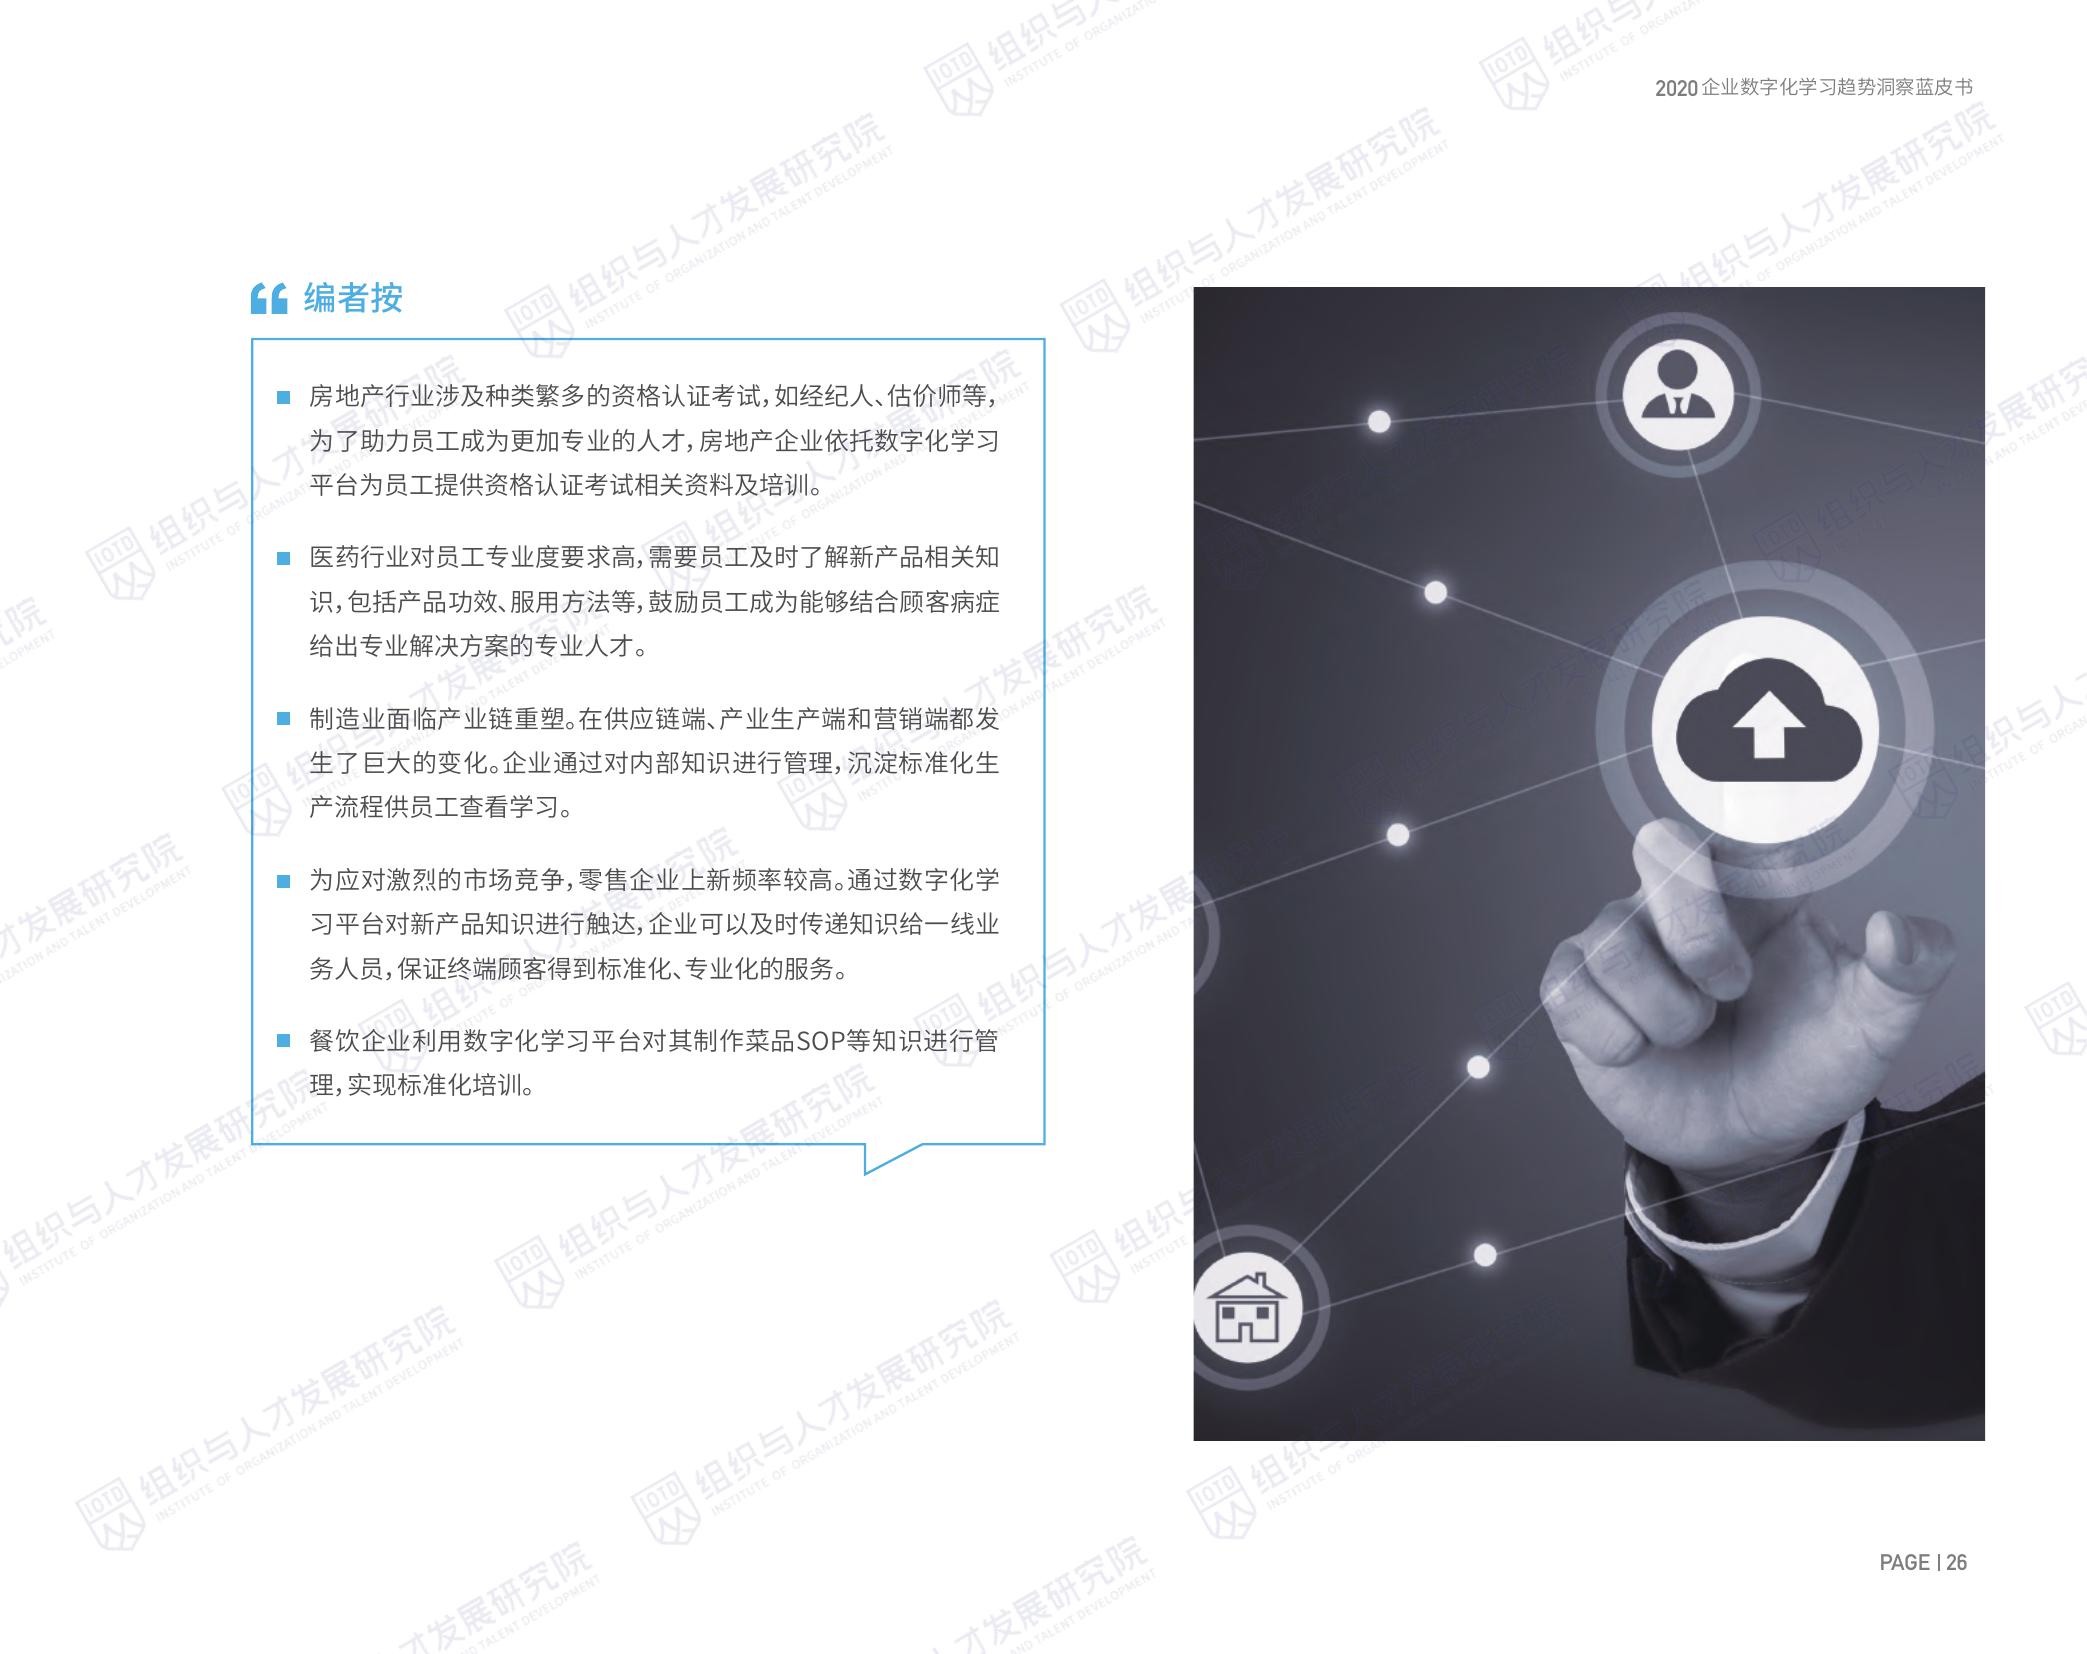 2020 企业数字化学习趋势洞察蓝皮书
编者按
房地产行业涉及种类繁多的资格认证考试，如经纪人、估价师等，
为了助力员工成为更加专业的人才，房地产企业依托数字化学习
平台为员工提供资格认证考试相关资料及培训。
医药行业对员工专业度要求高，需要员工及时了解新产品相关知
识，包括产品功效、服用方法等，鼓励员工成为能够结合顾客病症
给出专业解决方案的专业人才。
制造业面临产业链重塑。在供应链端、产业生产端和营销端都发
生了巨大的变化。企业通过对内部知识进行管理，沉淀标准化生
产流程供员工查看学习。
为应对激烈的市场竞争，零售企业上新频率较高。通过数字化学
习平台对新产品知识进行触达，企业可以及时传递知识给一线业
务人员，保证终端顾客得到标准化、专业化的服务。
餐饮企业利用数字化学习平台对其制作菜品SOP等知识进行管
理，实现标准化培训。
PAGE | 26
IOTD
组织与人才发展研究院
INSTITUTE OF ORGANIZATION AND TALENT DEVELOPMENT